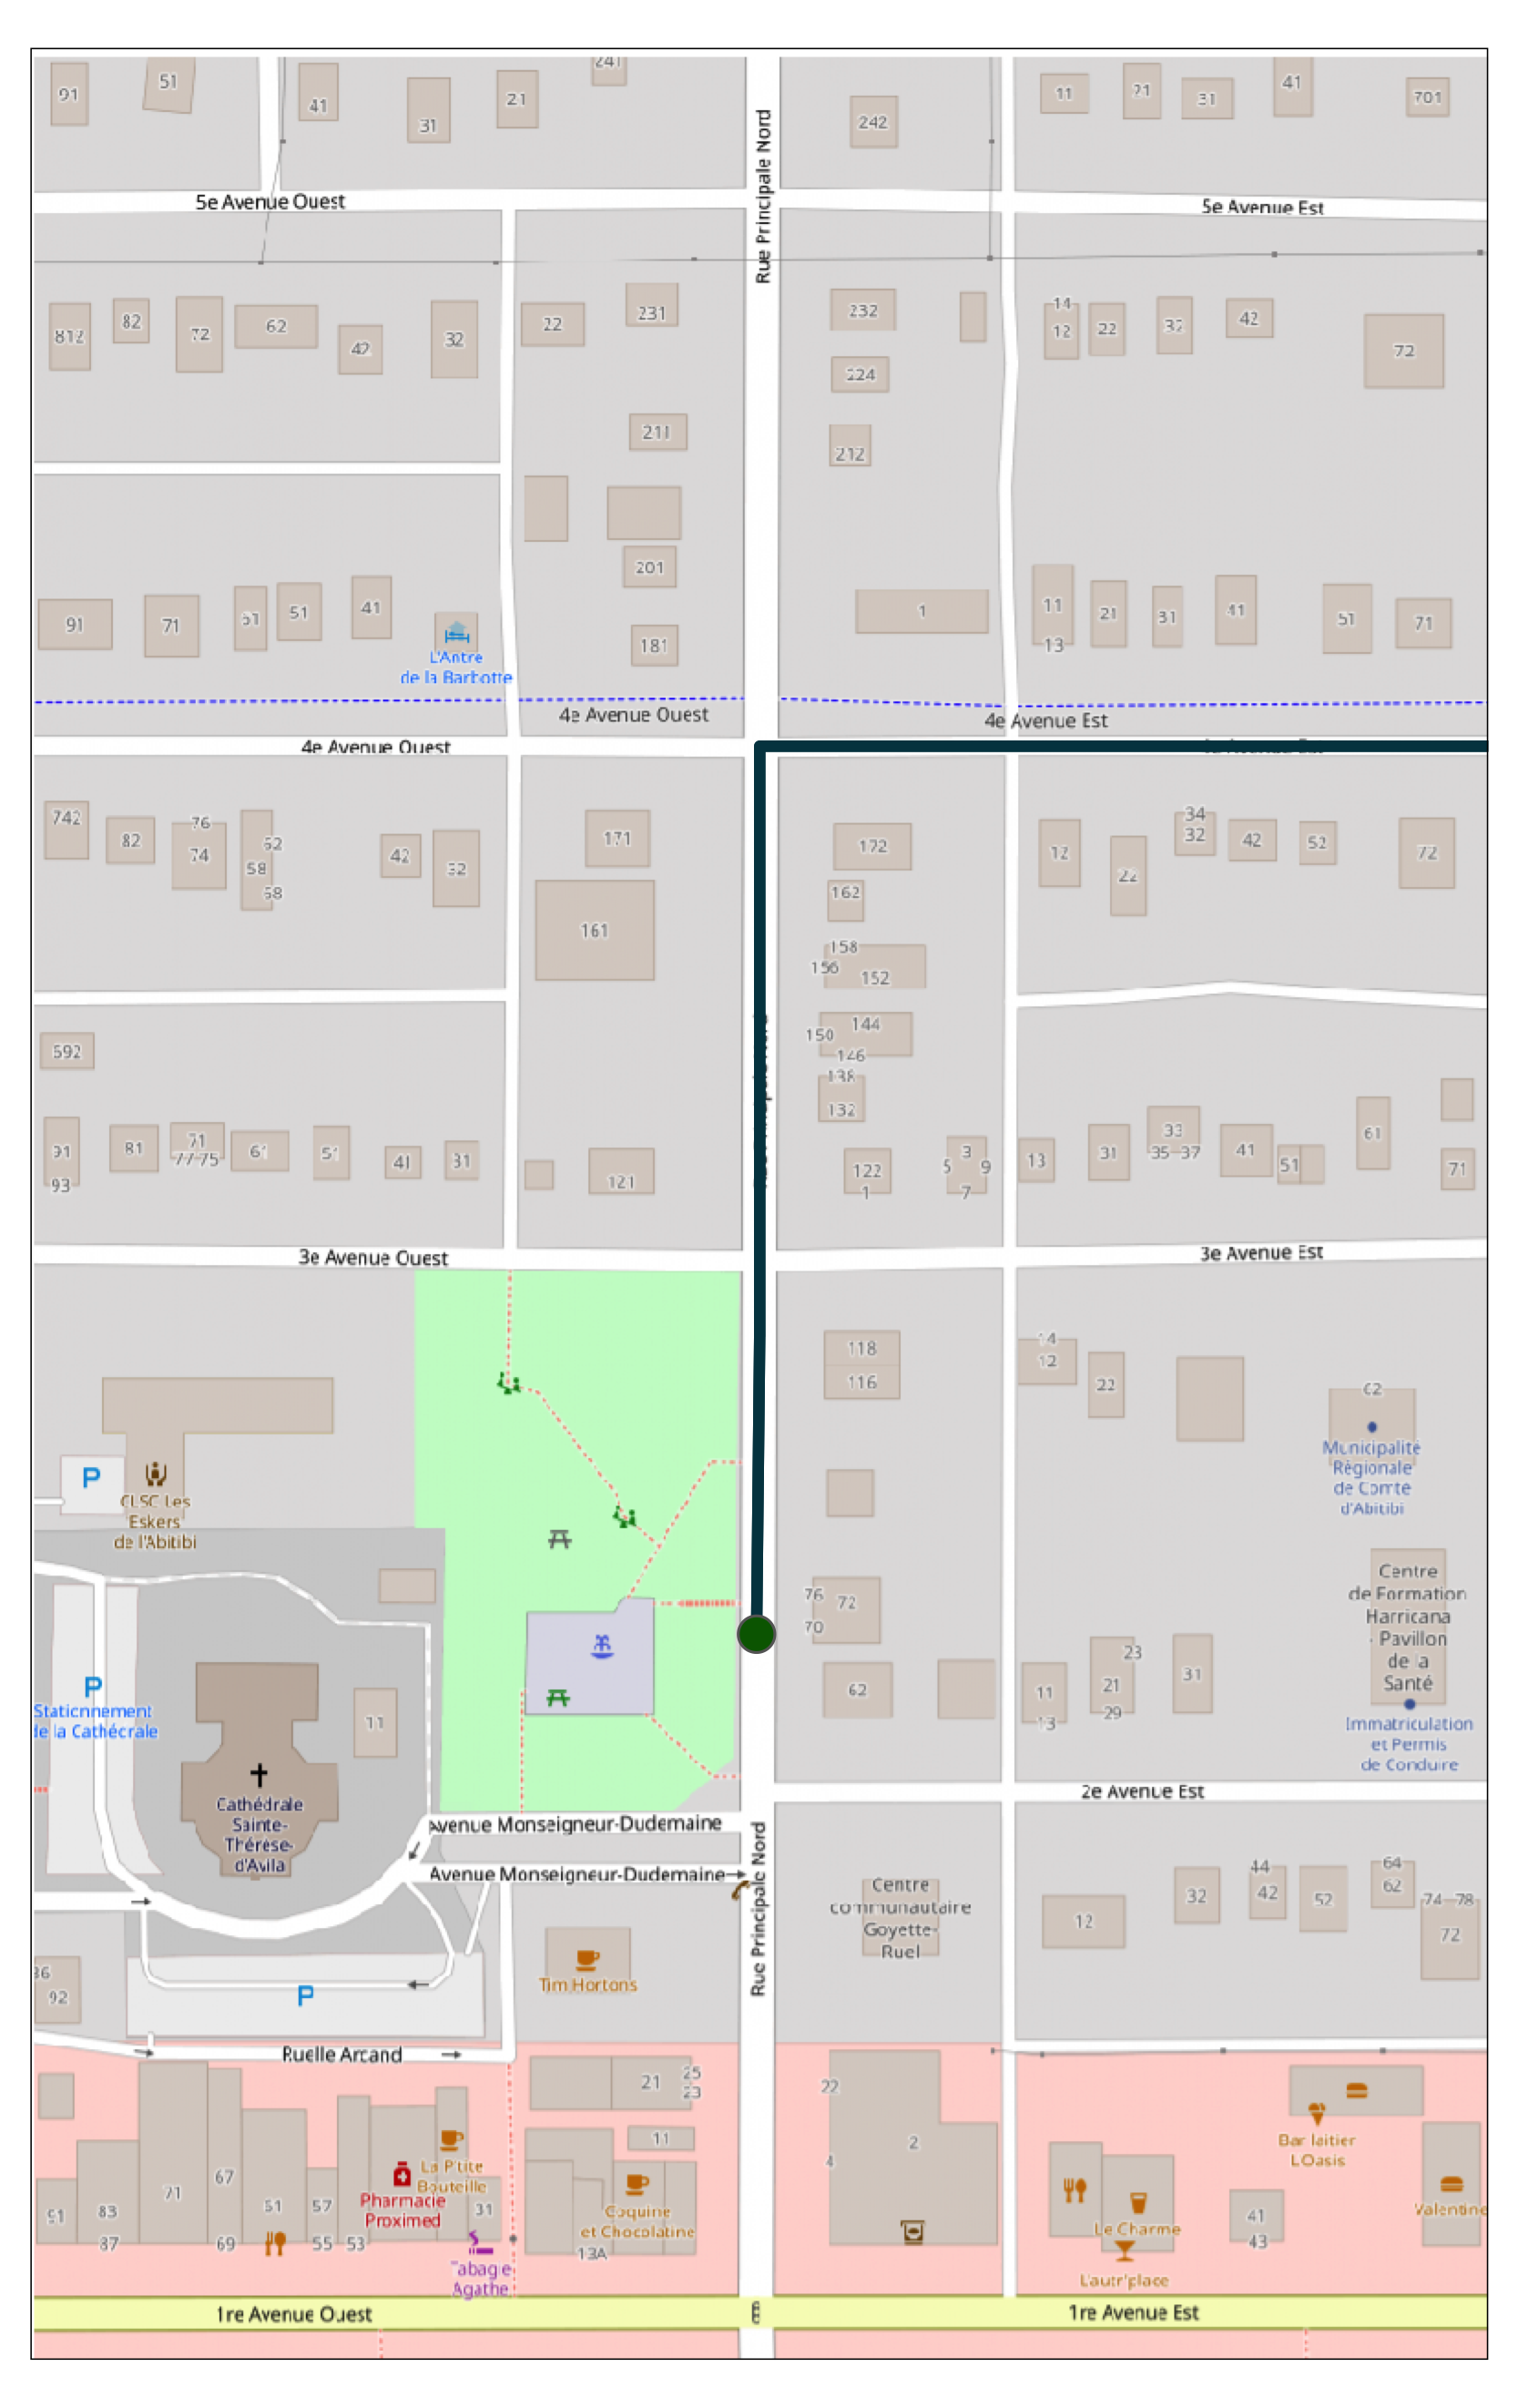 91
51
41
31
21
241
242
11
21
31
41
701
Rue Principale Nord
5e Avenue Ouest
5e Avenue Est
812
82
72
62
42
32
22
231
232
14
12
22
32
42
72
224
211
212
201
1
91
71
51
41
11
13
21
31
41
51
71
181
L'Antre
de la Barbotte
4e Avenue Ouest
4e Avenue Est
4e Avenue Ouest
742
82
76
74
58
42
171
172
12
22
34
32
42
52
72
162
161
158
156
152
144
150
146
138
132
592
91
93
81
71
77 75
41
31
121
122
1
3
5
9
7
13
31
33
35 37
41
51
61
71
3e Avenue Ouest
3e Avenue Est
118
116
12
22
Municipalité
Régionale
de Comté
d'Abitibi
P
CLSC Les
Eskers
de l'Abitibi
76
72
70
Centre
de Formation
Harricana
- Pavillon
de la
Santé
P
Stationnement
de la Cathédrale
11
62
11
13
23
21
29
31
Immatriculation
et Permis
de Conduire
Cathédrale
Sainte-
Thérèse-
d'Avila
2e Avenue Est
Avenue Monseigneur-Dudemaine
Avenue Monseigneur-Dudemaine
Rue Principale Nord
Centre
communautaire
Goyette-
Ruel
12
32
44
42
52
64
62
74 78
72
Tim Hortons
P
92
Ruelle Arcand
21
25
23
22
11
2
4
Bar laitier
L'Oasis
La P'tite
Bouteille
Pharmacie
Proximed
91
83
87
71
67
69
51
57
55
53
31
Coquine
et Chocolatine
13A
Le Charme
41
43
Valentine
Tabagie
Agathe
L'autr'place
1re Avenue Ouest
1re Avenue Est